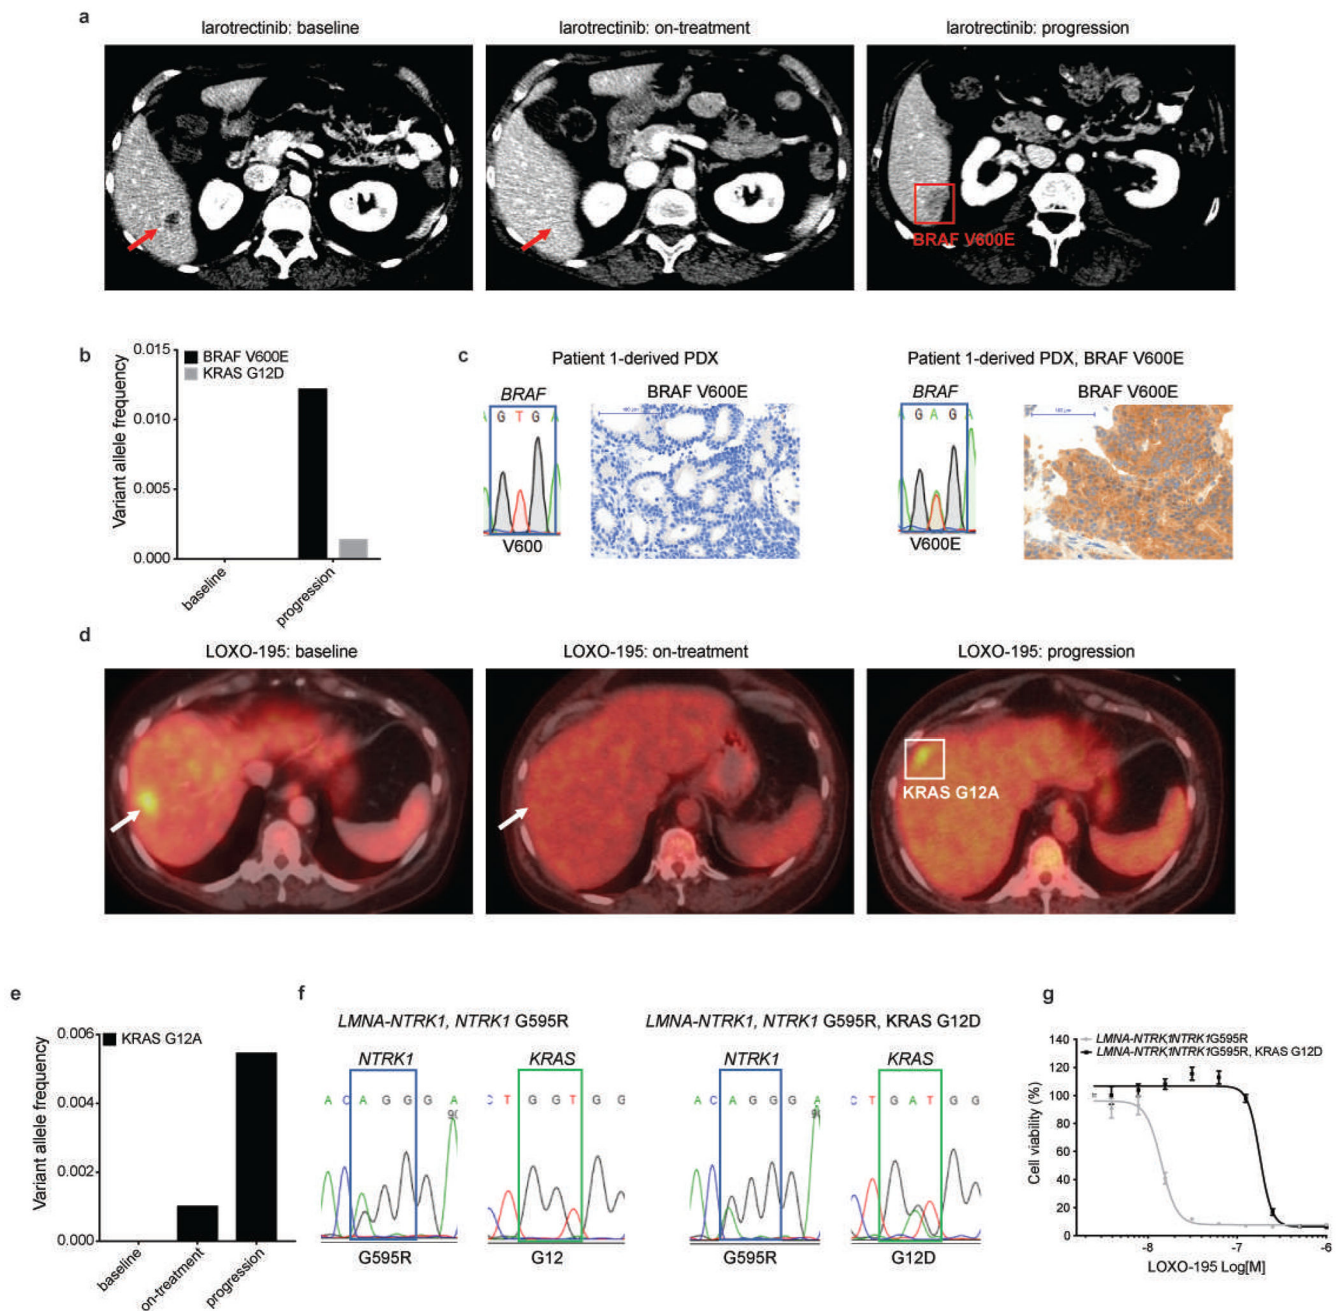 a
larotrectinib: baseline
larotrectinib: on-treatment
larotrectinib: progression
BRAF V600E
b
Variant allele frequency
0.015
0.010
0.005
0.000
BRAF V600E
KRAS G12D
baseline
progression
c
Patient 1-derived PDX
BRAF
G T G A
V600
BRAF V600E
Patient 1-derived PDX, BRAF V600E
BRAF
A G A G A
V600E
BRAF V600E
d
LOXO-195: baseline
LOXO-195: on-treatment
LOXO-195: progression
KRAS G12A
e
Variant allele frequency
0.006
0.004
0.002
0.000
KRAS G12A
baseline
on-treatment
progression
f
LMNA-NTRK1, NTRK1 G595R
NTRK1
A C A G G G A
G595R
KRAS
C T G G T G G
G12
LMNA-NTRK1, NTRK1 G595R, KRAS G12D
NTRK1
A C A G G G A
G595R
KRAS
C T G A T G G
G12D
g
LMNA-NTRK1NTRK1G595R
LMNA-NTRK1NTRK1G595R, KRAS G12D
Cell viability (%)
140
120
100
80
60
40
20
0
-8
-7
-6
LOXO-195 Log[M]